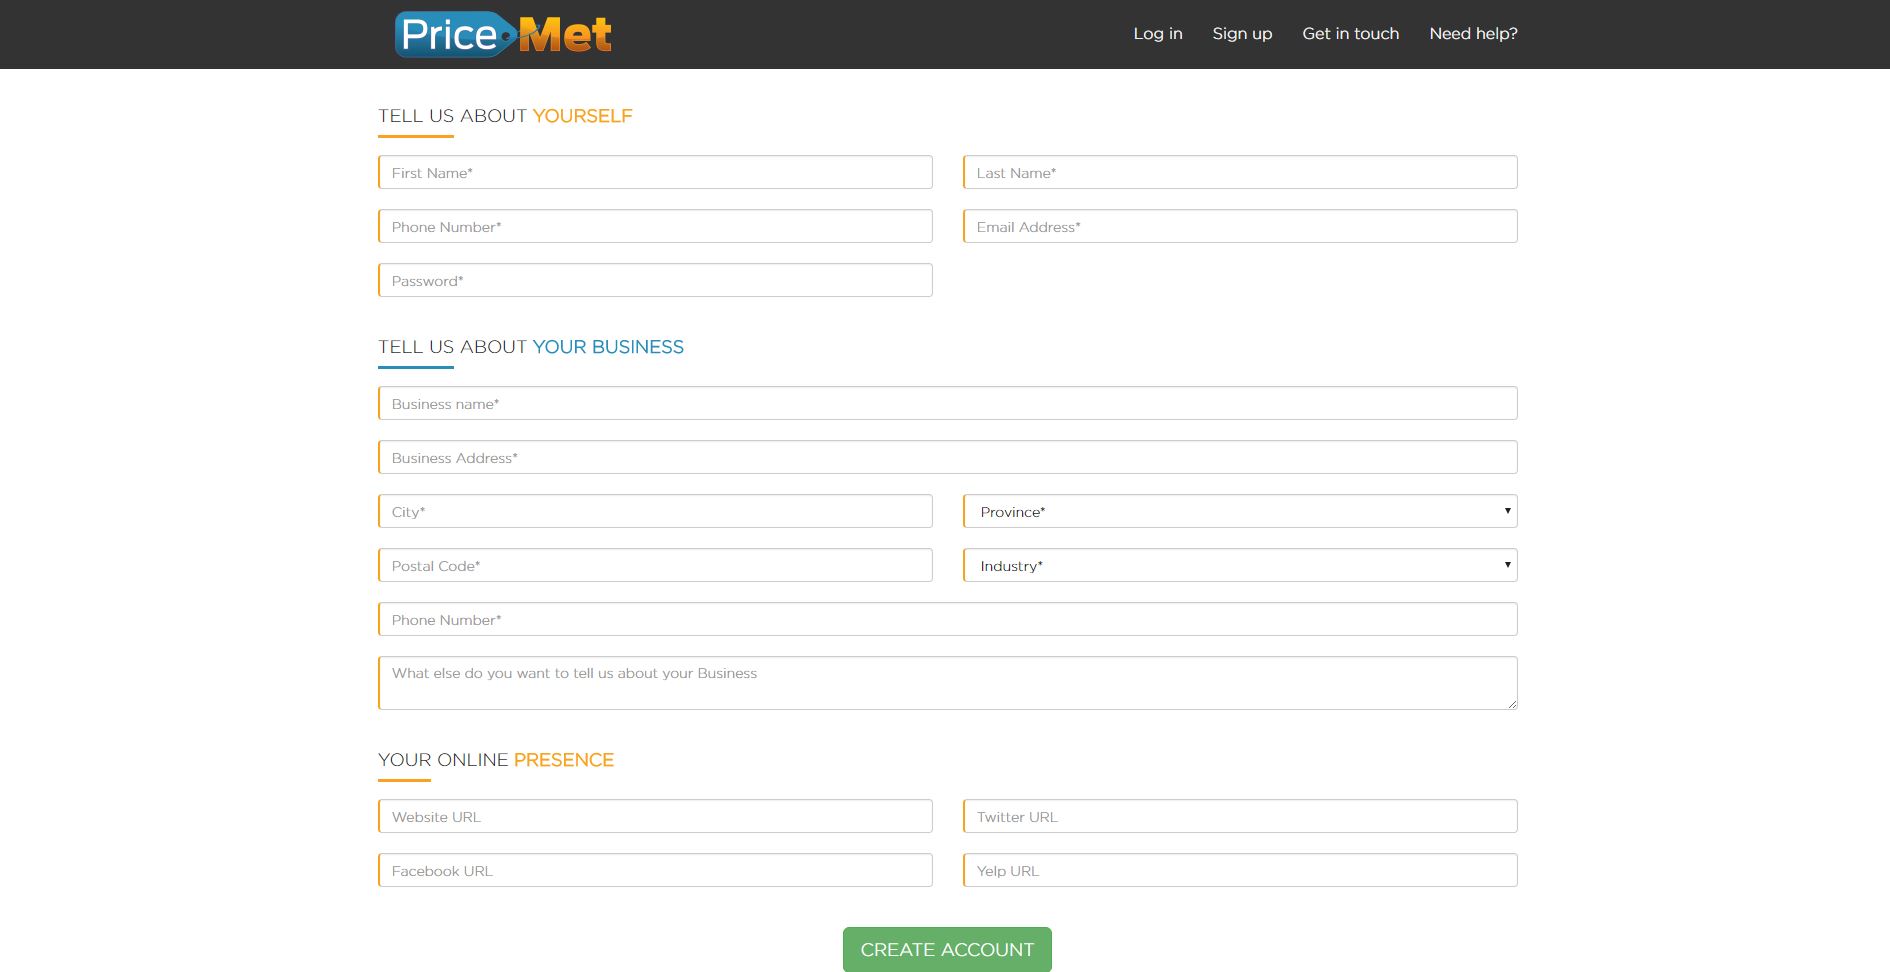 Price Met
Log in Sign up Get in touch Need help?
TELL US ABOUT YOURSELF
First Name* Last Name*
Phone Number* Email Address*
Password*
TELL US ABOUT YOUR BUSINESS
Business name*
Business Address*
City* Province*
Postal Code* Industry*
Phone Number*
What else do you want to tell us about your Business
YOUR ONLINE PRESENCE
Website URL Twitter URL
Facebook URL Yelp URL
CREATE ACCOUNT